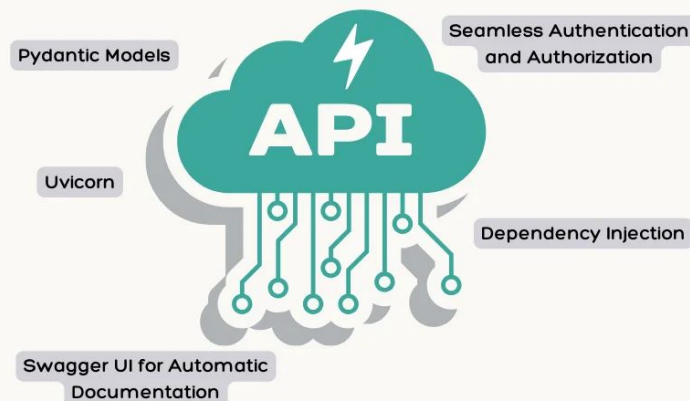 Seamless Authentication
and Authorization
Pydantic Models
API
Uvicorn
Dependency Injection
Swagger UI for Automatic
Documentation